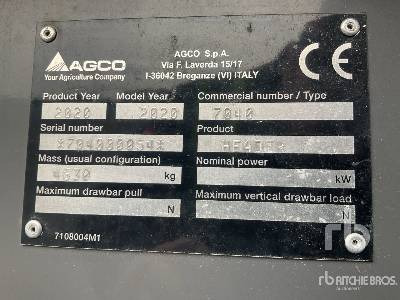 AGCO
Your Agriculture Company
AGCO S.p.A.
Via F. Laverda 15/17
I-36042 Breganze (VI) ITALY
CE
Product Year
Model Year
Commercial number / Type
2020
2020
7040
Serial number
Product
*704000054*
HEADER
Mass (usual configuration)
Nominal power
kg
kW
Maximum drawbar pull
Maximum vertical drawbar load
N
N
7108004M1
rb
RITCHIE BROS.